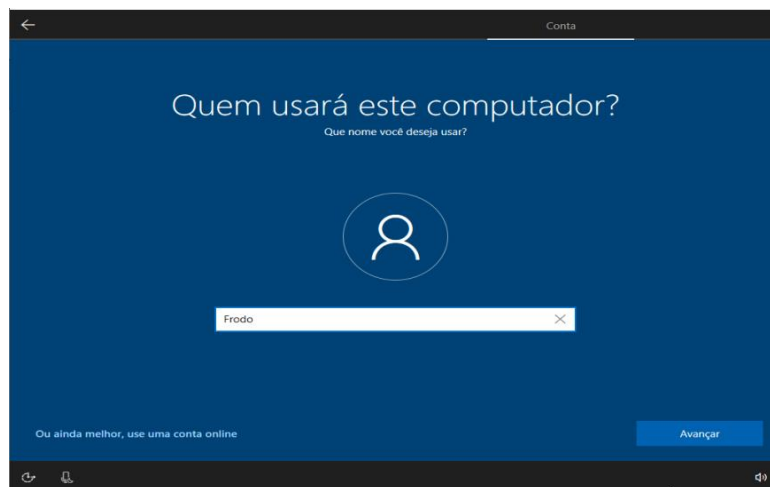 Conta
Quem usará este computador?
Que nome você deseja usar?
Frodo
Ou ainda melhor, use uma conta online
Avançar